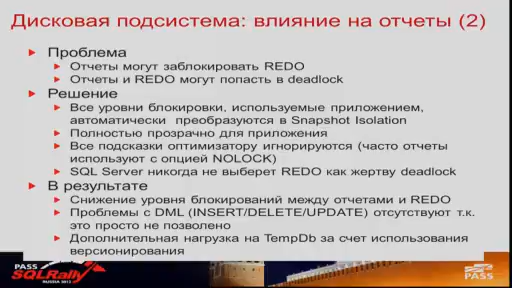 Дисковая подсистема: влияние на отчеты (2)
Проблема
Отчеты могут заблокировать REDO
Отчеты и REDO могут попасть в deadlock
Решение
Все уровни блокировки, используемые приложением,
автоматически преобразуются в Snapshot Isolation
Полностью прозрачно для приложения
Все подсказки оптимизатору игнорируются (часто отчеты
используют с опцией NOLOCK)
SQL Server никогда не выберет REDO как жертву deadlock
В результате
Снижение уровня блокирований между отчетами и REDO
Проблемы с DML (INSERT/DELETE/UPDATE) отсутствуют т.к.
это просто не позволено
Дополнительная нагрузка на TempDb за счет использования
версионирования
PASS
SQLRally
RUSSIA 2013
PASS